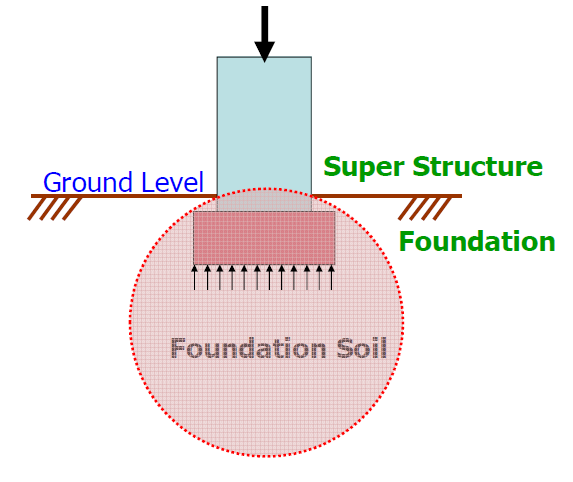 Super Structure
Ground Level
Foundation
Foundation Soil